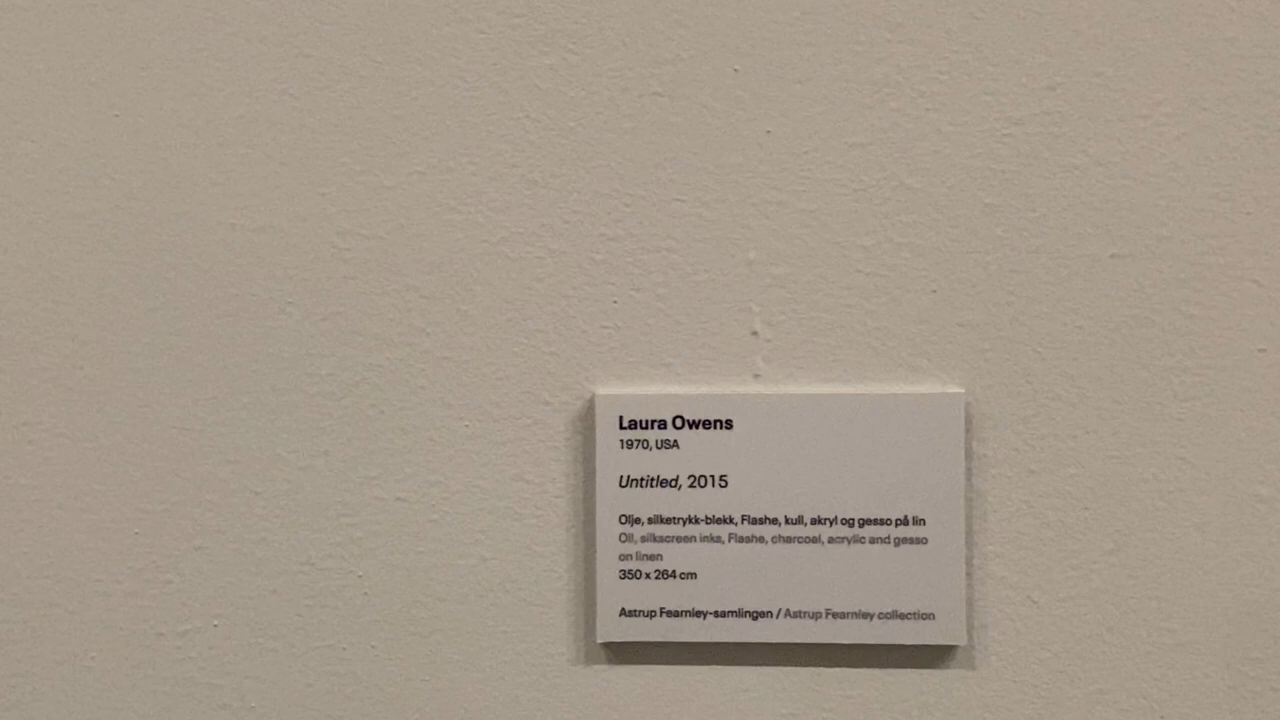 Laura Owens
1970, USA
Untitled, 2015
Olje, silketrykk-blekk, Flashe, kull, akryl og gesso på lin
Oil, silkscreen inks, Flashe, charcoal, acrylic and gesso
on linen
350 x 264 cm
Astrup Fearnley-samlingen / Astrup Fearnley collection